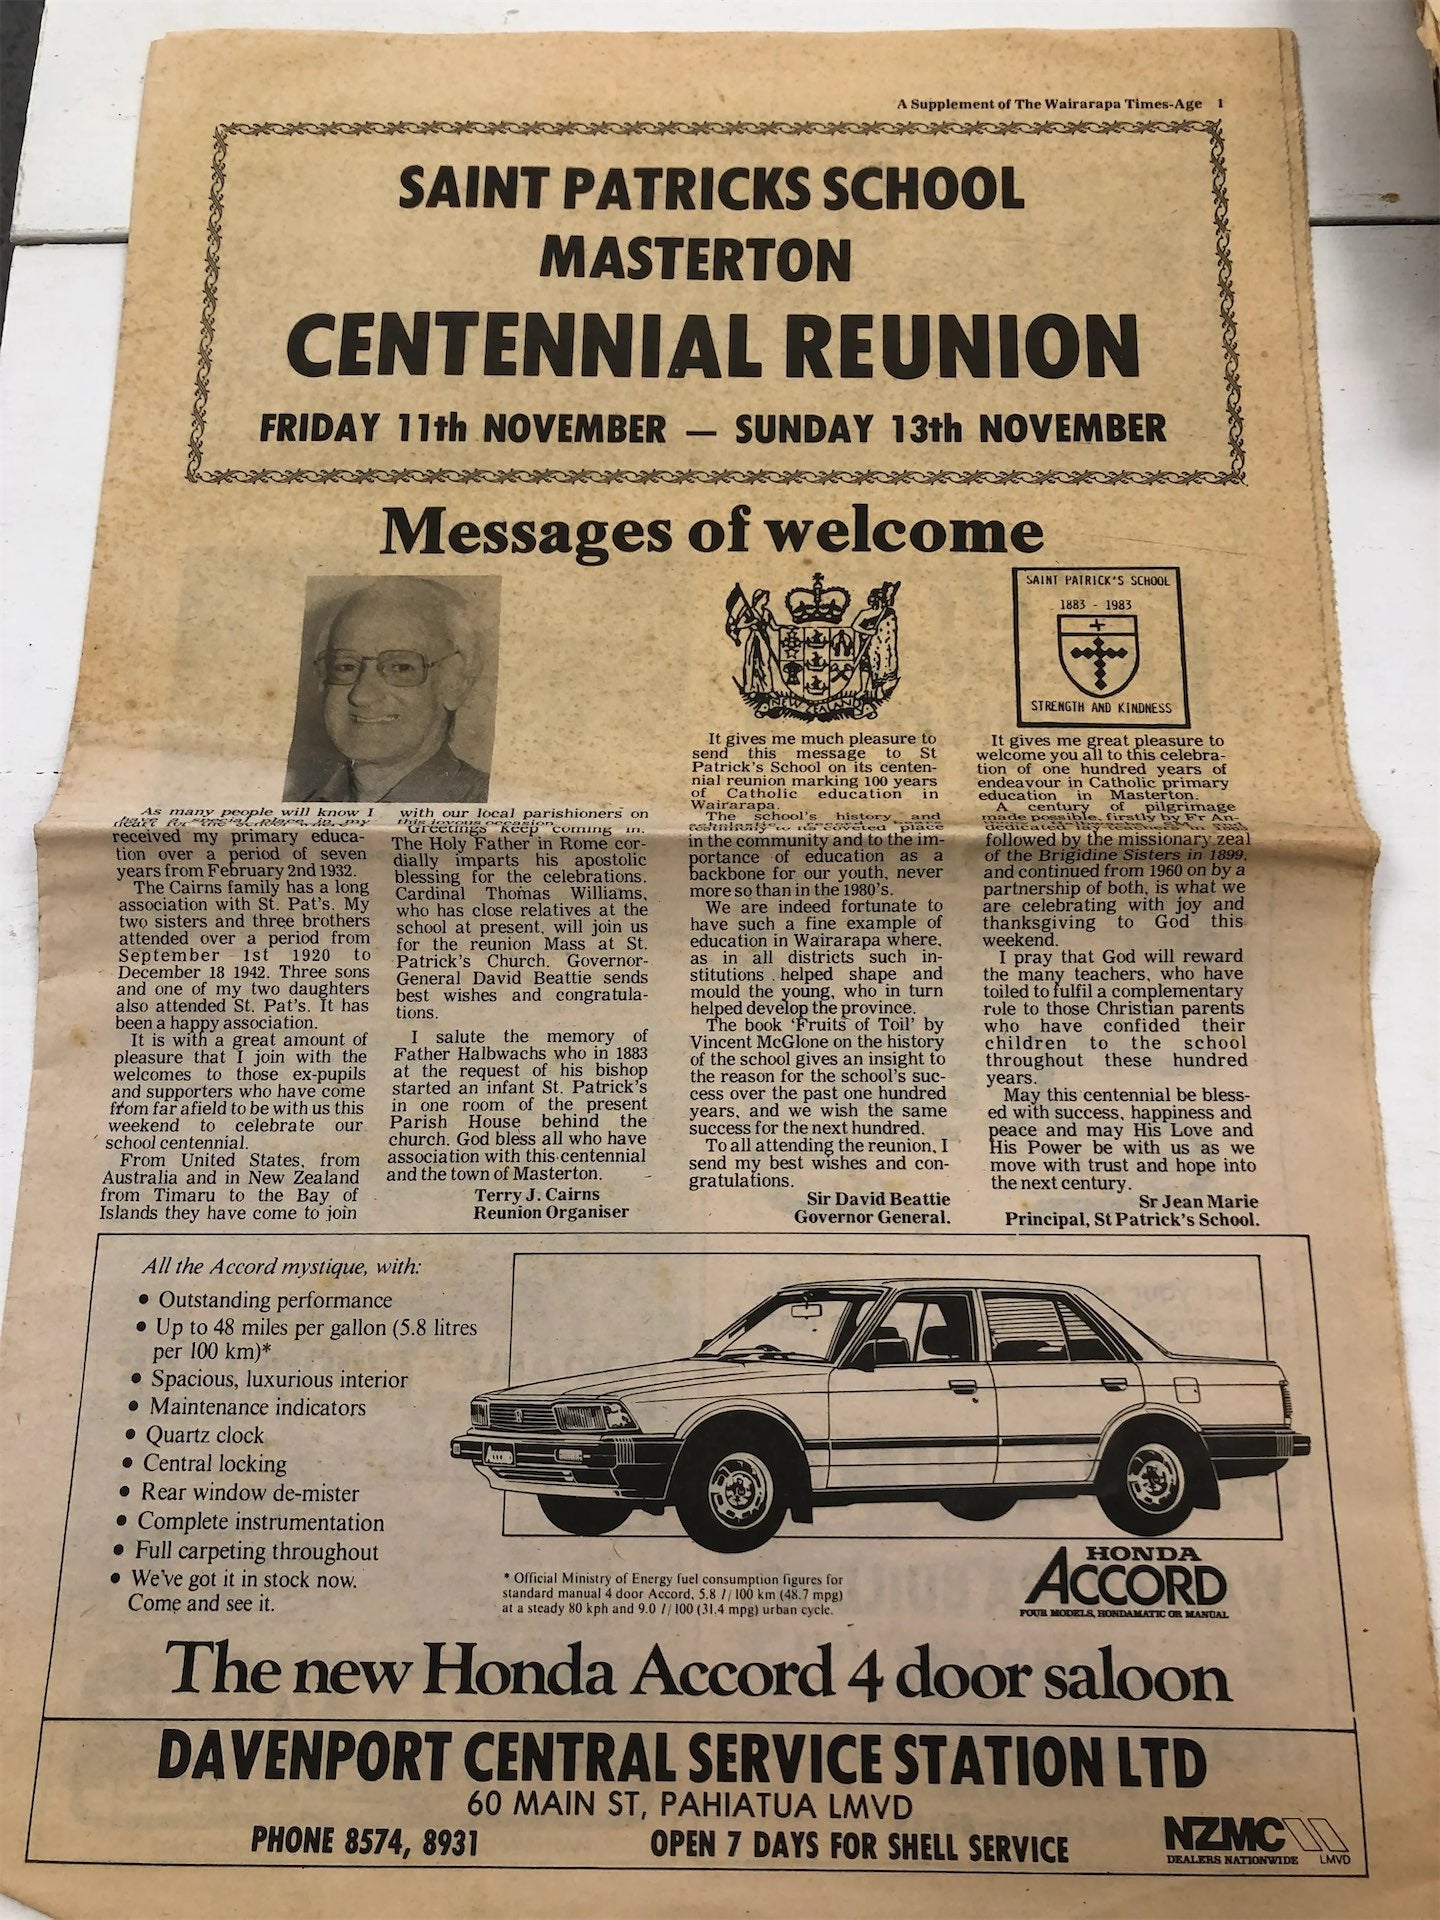 A Supplement of The Wairarapa Times-Age 1
SAINT PATRICKS SCHOOL
MASTERTON
CENTENNIAL REUNION
FRIDAY 11th NOVEMBER — SUNDAY 13th NOVEMBER
Messages of welcome
As many people will know I
received my primary educa-
tion over a period of seven
years from February 2nd 1932.
The Cairns family has a long
association with St. Pat's. My
two sisters and three brothers
attended over a period from
September 1st 1920 to
December 18 1942. Three sons
and one of my two daughters
also attended St. Pat's. It has
been a happy association.
It is with a great amount of
pleasure that I join with the
welcomes to those ex-pupils
and supporters who have come
from far afield to be with us this
weekend to celebrate our
school centennial.
From United States, from
Australia and in New Zealand
from Timaru to the Bay of
Islands they have come to join
with our local parishioners on
this joyous occasion.
Greetings keep coming in.
The Holy Father in Rome cor-
dially imparts his apostolic
blessing for the celebrations.
Cardinal Thomas Williams,
who has close relatives at the
school at present, will join us
for the reunion Mass at St.
Patrick's Church. Governor-
General David Beattie sends
best wishes and congratula-
tions.
I salute the memory of
Father Halbwachs who in 1883
at the request of his bishop
started an infant St. Patrick's
in one room of the present
Parish House behind the
church. God bless all who have
association with this centennial
and the town of Masterton.
Terry J. Cairns
Reunion Organiser
NEW ZEALAND
It gives me much pleasure to
send this message to St
Patrick's School on its centen-
nial reunion marking 100 years
of Catholic education in
Wairarapa.
The school's history and
coveted place
in the community and to the im-
portance of education as a
backbone for our youth, never
more so than in the 1980's.
We are indeed fortunate to
have such a fine example of
education in Wairarapa where,
as in all districts such in-
stitutions helped shape and
mould the young, who in turn
helped develop the province.
The book 'Fruits of Toil' by
Vincent McGlone on the history
of the school gives an insight to
the reason for the school's suc-
cess over the past one hundred
years, and we wish the same
success for the next hundred.
To all attending the reunion, I
send my best wishes and con-
gratulations.
Sir David Beattie
Governor General.
SAINT PATRICK'S SCHOOL
1883 - 1983
STRENGTH AND KINDNESS
It gives me great pleasure to
welcome you all to this celebra-
tion of one hundred years of
endeavour in Catholic primary
education in Masterton.
A century of pilgrimage
made possible, firstly by Fr An-
dedicated lay teachers in
followed by the missionary zeal
of the Brigidine Sisters in 1899,
and continued from 1960 on by a
partnership of both, is what we
are celebrating with joy and
thanksgiving to God this
weekend.
I pray that God will reward
the many teachers, who have
toiled to fulfil a complementary
role to those Christian parents
who have confided their
children to the school
throughout these hundred
years.
May this centennial be bless-
ed with success, happiness and
peace and may His Love and
His Power be with us as we
move with trust and hope into
the next century.
Sr Jean Marie
Principal, St Patrick's School.
All the Accord mystique, with:
• Outstanding performance
• Up to 48 miles per gallon (5.8 litres
per 100 km)*
• Spacious, luxurious interior
• Maintenance indicators
• Quartz clock
• Central locking
• Rear window de-mister
• Complete instrumentation
• Full carpeting throughout
• We've got it in stock now.
Come and see it.
* Official Ministry of Energy fuel consumption figures for
standard manual 4 door Accord, 5.8 l/100 km (48.7 mpg)
at a steady 80 kph and 9.0 l/100 (31.4 mpg) urban cycle.
HONDA
ACCORD
FOUR MODELS, HONDAMATIC OR MANUAL
The new Honda Accord 4 door saloon
DAVENPORT CENTRAL SERVICE STATION LTD
60 MAIN ST, PAHIATUA LMVD
PHONE 8574, 8931
OPEN 7 DAYS FOR SHELL SERVICE
NZMC
DEALERS NATIONWIDE LMVD